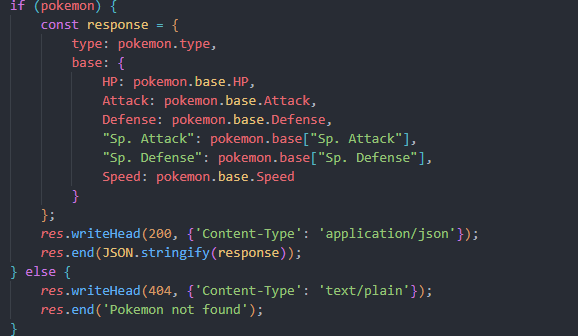 if (pokemon) {
    const response = {
        type: pokemon.type,
        base: {
            HP: pokemon.base.HP,
            Attack: pokemon.base.Attack,
            Defense: pokemon.base.Defense,
            "Sp. Attack": pokemon.base["Sp. Attack"],
            "Sp. Defense": pokemon.base["Sp. Defense"],
            Speed: pokemon.base.Speed
        }
    };
    res.writeHead(200, {'Content-Type': 'application/json'});
    res.end(JSON.stringify(response));
} else {
    res.writeHead(404, {'Content-Type': 'text/plain'});
    res.end('Pokemon not found');
}